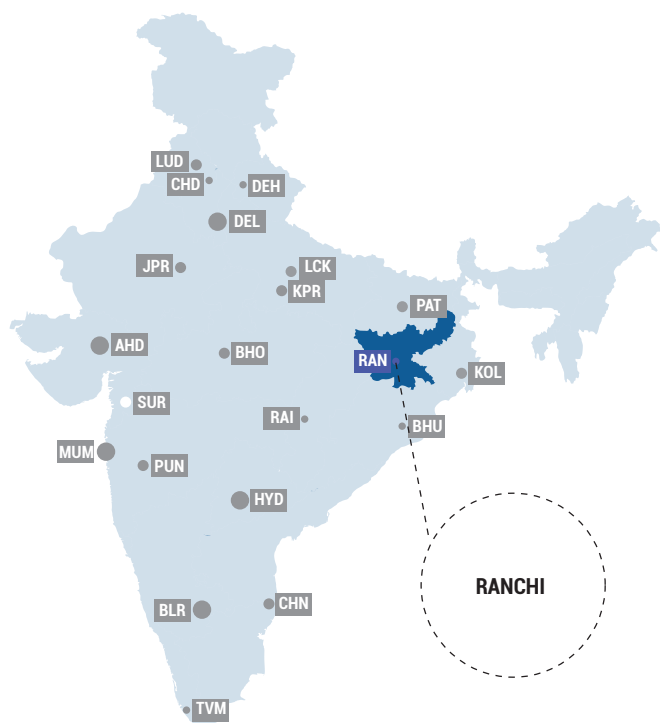 LUD
CHD
DEH
DEL
JPR
LCK
KPR
PAT
AHD
BHO
RAN
KOL
SUR
RAI
BHU
MUM
PUN
HYD
RANCHI
BLR
CHN
TVM